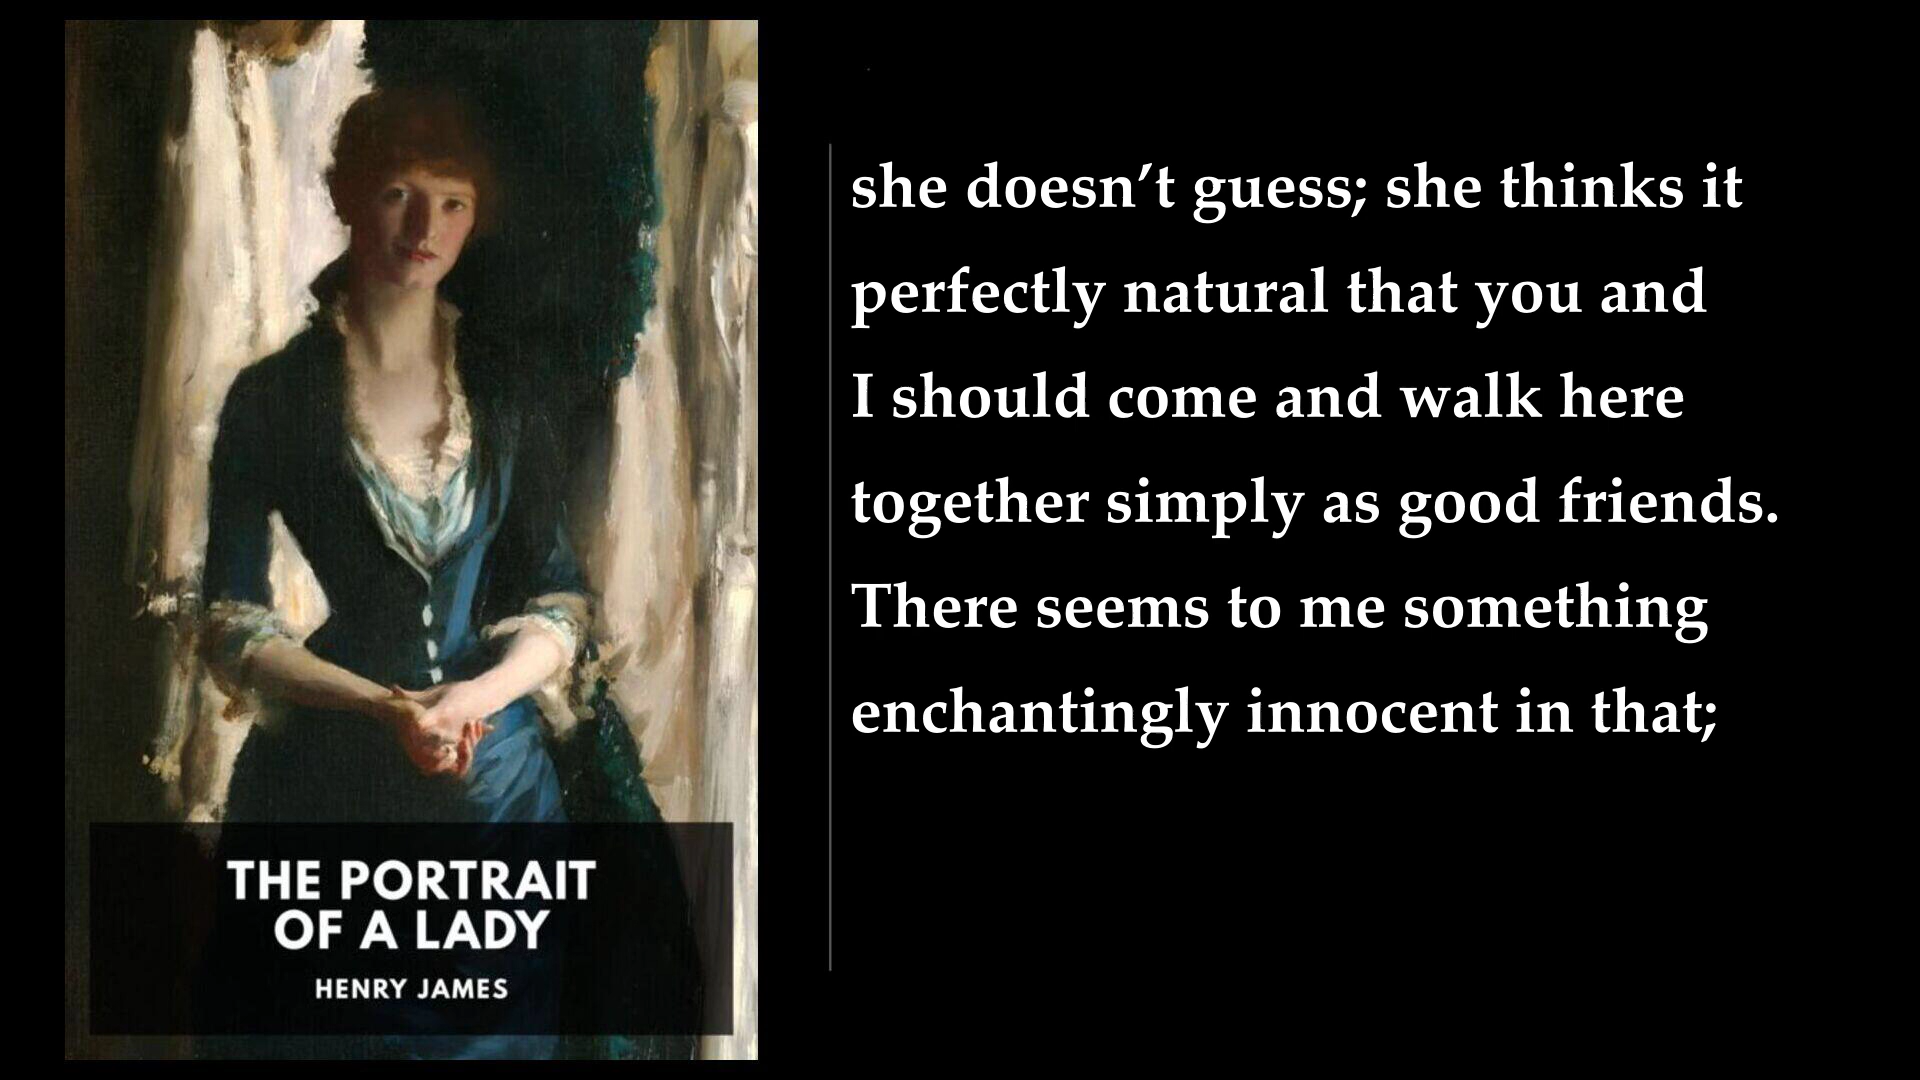 she doesn’t guess; she thinks it
perfectly natural that you and
I should come and walk here
together simply as good friends.
There seems to me something
enchantingly innocent in that;
THE PORTRAIT
OF A LADY
HENRY JAMES